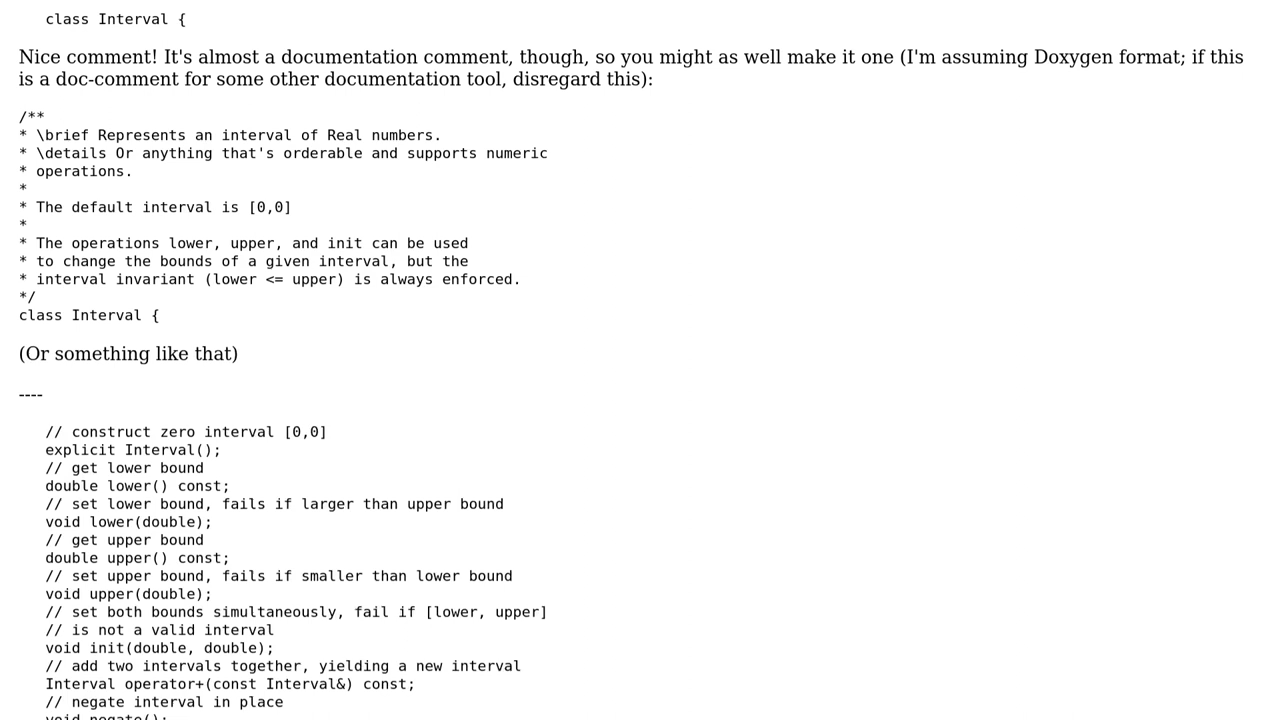 class Interval {
Nice comment! It's almost a documentation comment, though, so you might as well make it one (I'm assuming Doxygen format; if this
is a doc-comment for some other documentation tool, disregard this):
/**
* \brief Represents an interval of Real numbers.
* \details Or anything that's orderable and supports numeric
* operations.
*
* The default interval is [0,0]
*
* The operations lower, upper, and init can be used
* to change the bounds of a given interval, but the
* interval invariant (lower <= upper) is always enforced.
*/
class Interval {
(Or something like that)
----
// construct zero interval [0,0]
explicit Interval();
// get lower bound
double lower() const;
// set lower bound, fails if larger than upper bound
void lower(double);
// get upper bound
double upper() const;
// set upper bound, fails if smaller than lower bound
void upper(double);
// set both bounds simultaneously, fail if [lower, upper]
// is not a valid interval
void init(double, double);
// add two intervals together, yielding a new interval
Interval operator+(const Interval&) const;
// negate interval in place
void negate();